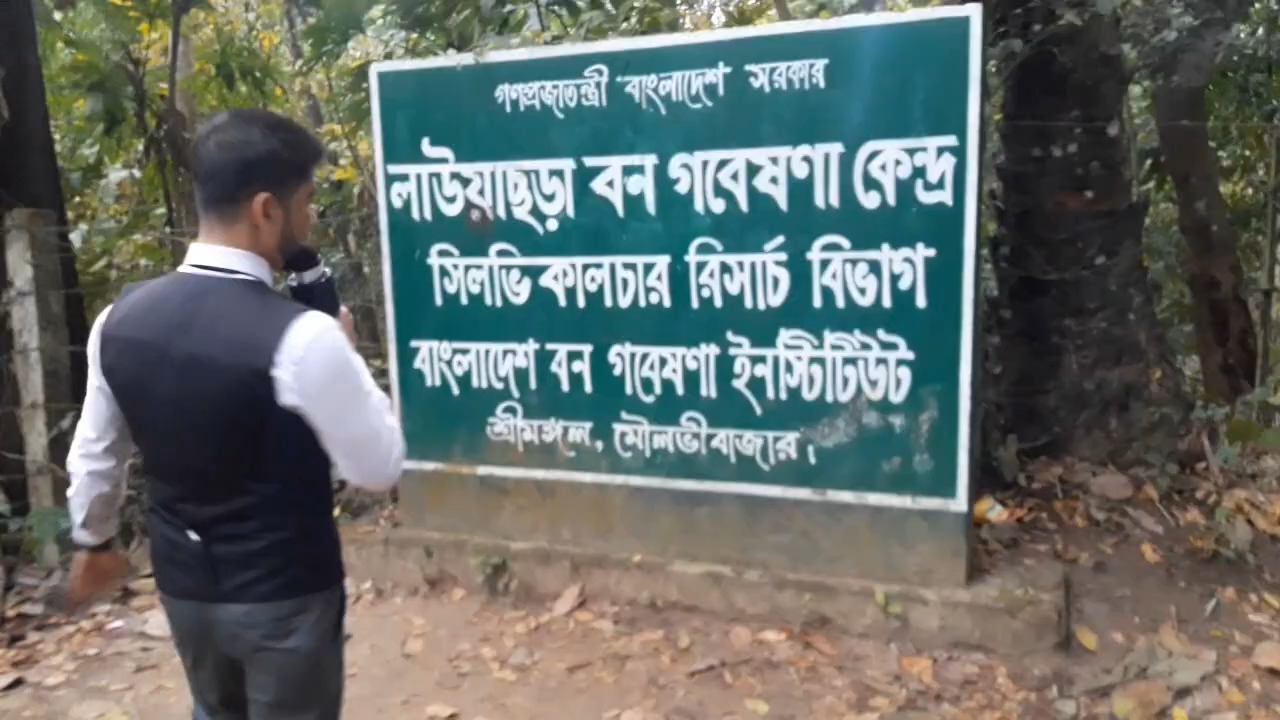 গণপ্রজাতন্ত্রী বাংলাদেশ সরকার
লাউয়াছড়া বন গবেষণা কেন্দ্র
সিলভিকালচার রিসার্চ বিভাগ
বাংলাদেশ বন গবেষণা ইনস্টিটিউট
শ্রীমঙ্গল, মৌলভীবাজার।